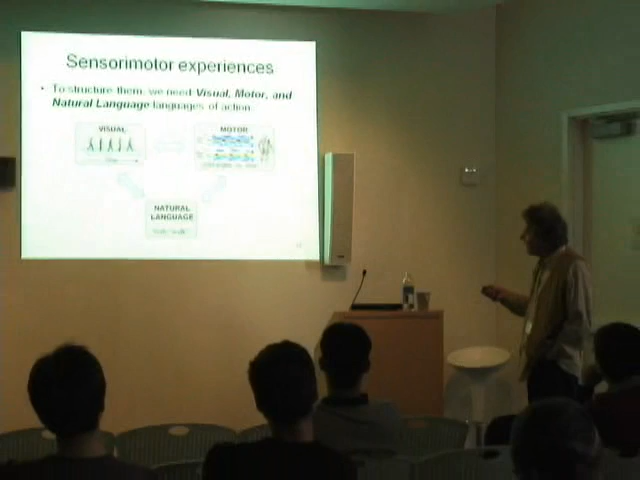 Sensorimotor experiences
• To structure them, we need Visual, Motor, and
Natural Language languages of action.
VISUAL
MOTOR
NATURAL
LANGUAGE